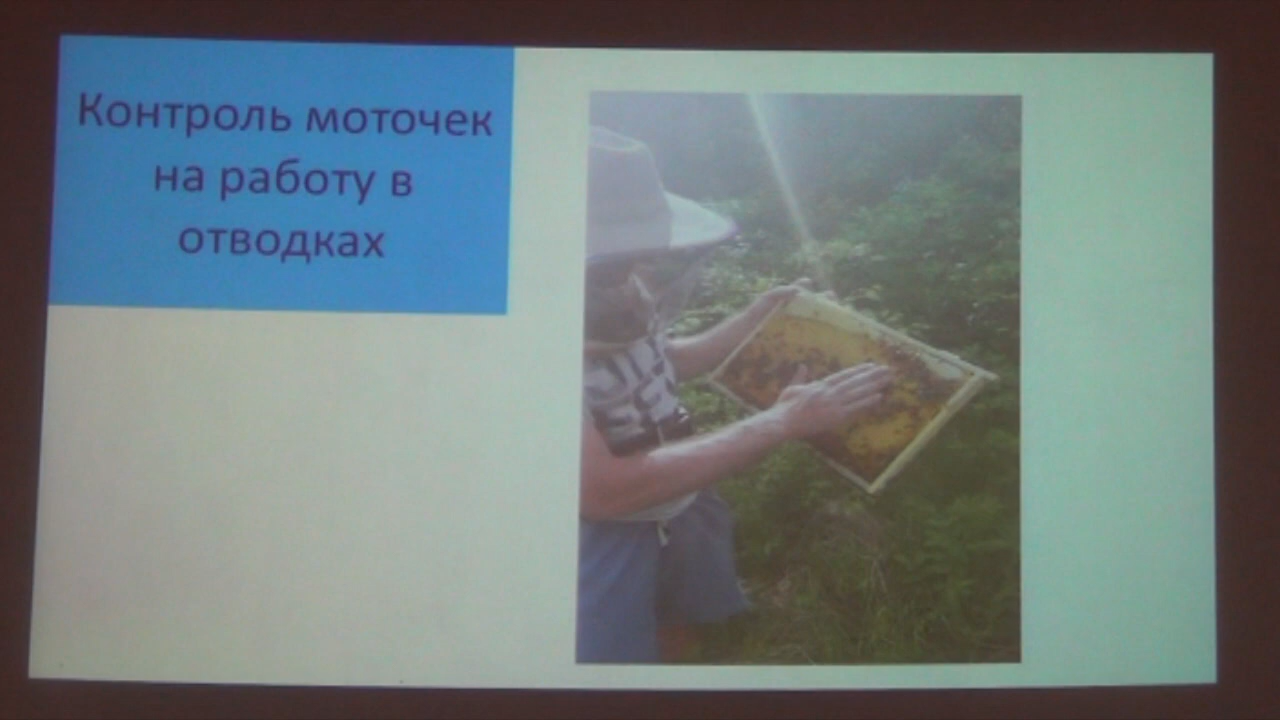 Контроль моточек
на работу в
отводках